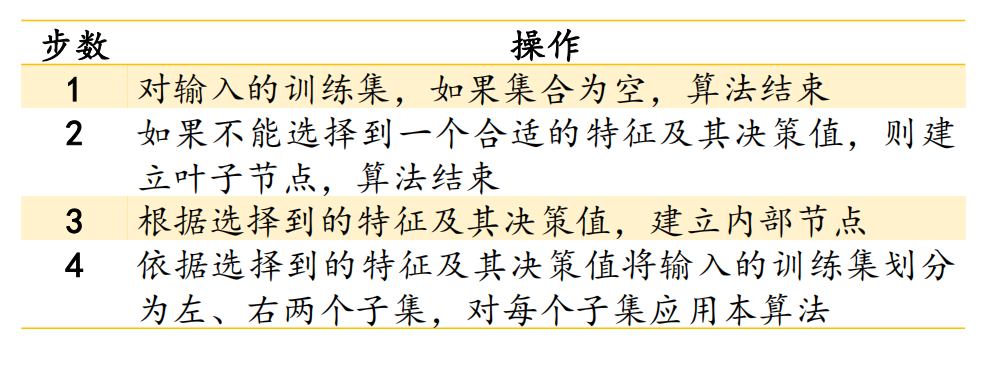 步数 操作
1 对输入的训练集，如果集合为空，算法结束
2 如果不能选择到一个合适的特征及其决策值，则建
立叶子节点，算法结束
3 根据选择到的特征及其决策值，建立内部节点
4 依据选择到的特征及其决策值将输入的训练集划分
为左、右两个子集，对每个子集应用本算法